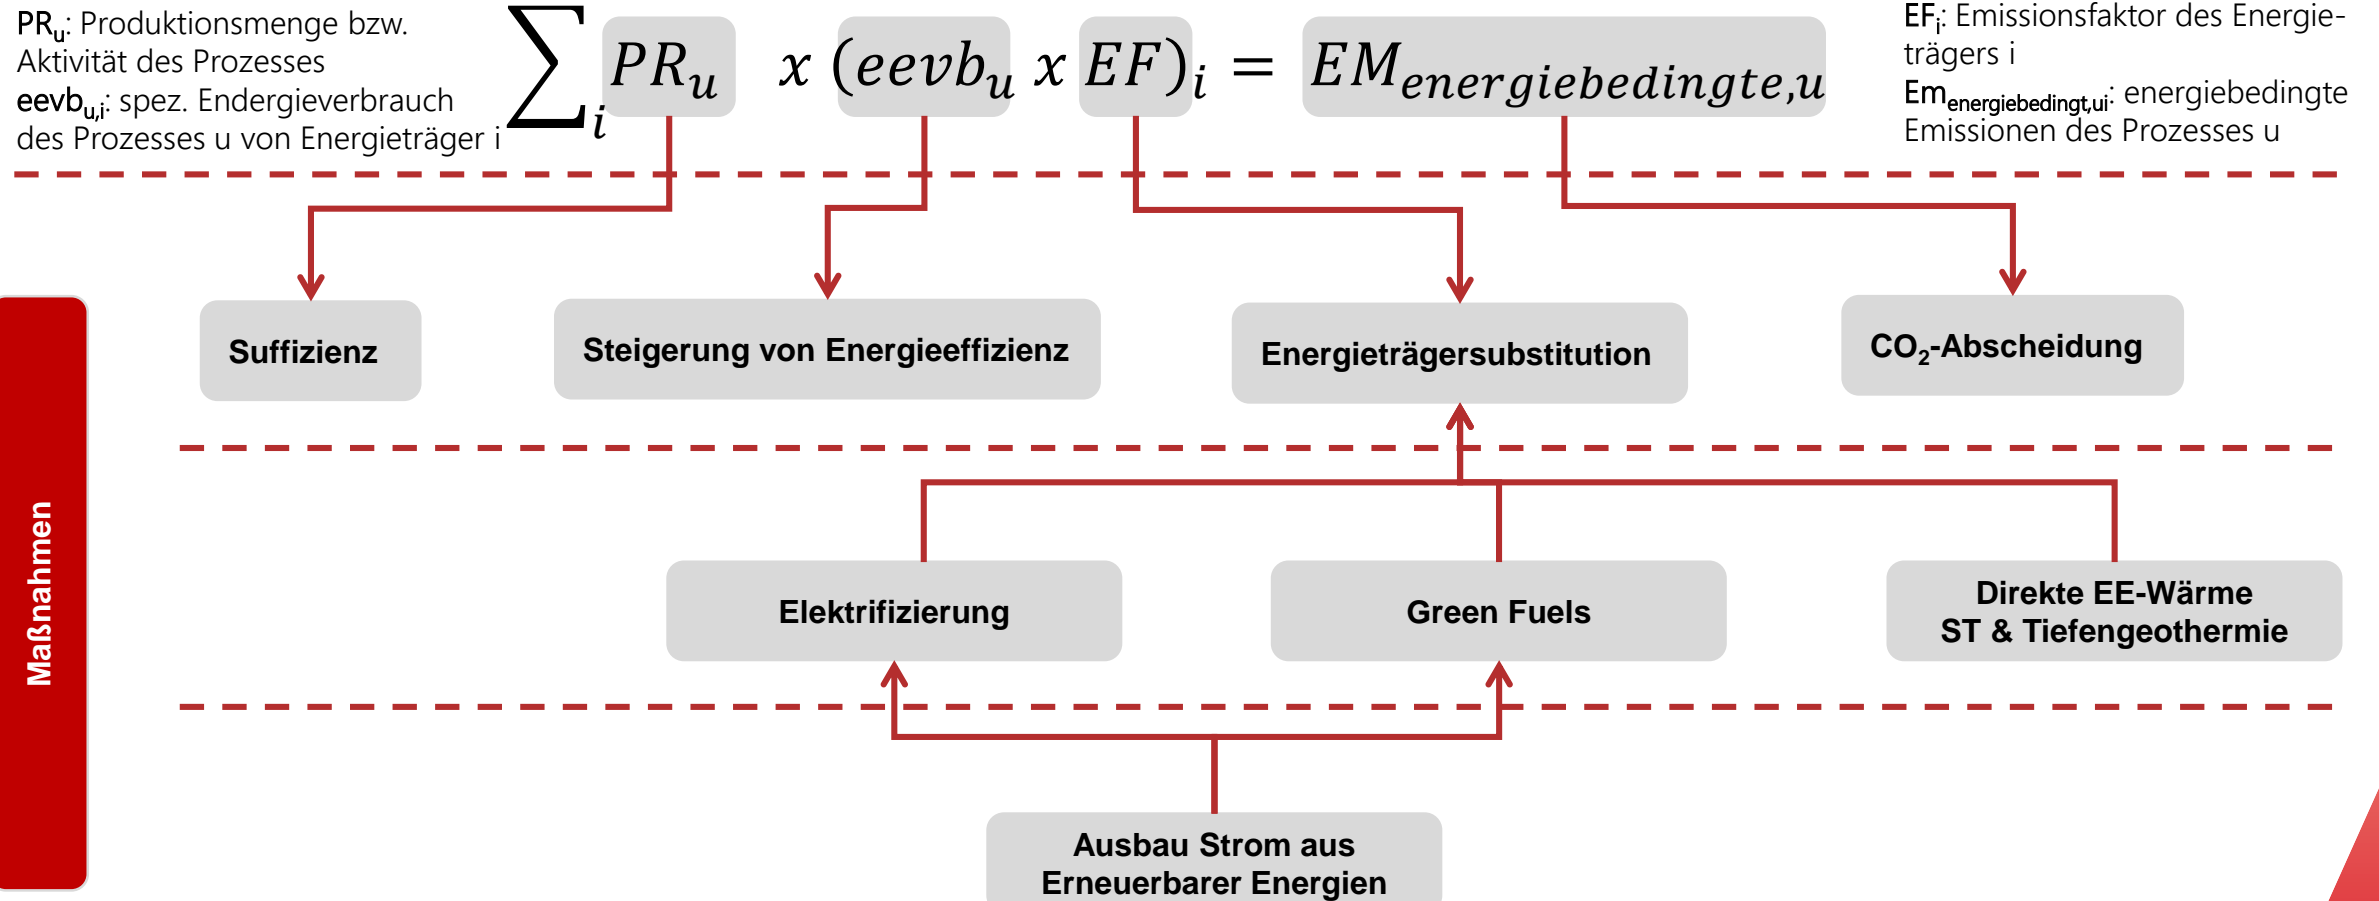 PRᵤ: Produktionsmenge bzw.
Aktivität des Prozesses
eevbᵤ,ᵢ: spez. Endergieverbrauch
des Prozesses u von Energieträger i
∑ᵢ PRᵤ x (eevbᵤ x EF)ᵢ = EM_energiebedingte,u
EFᵢ: Emissionsfaktor des Energie-
trägers i
Em_energiebedingt,ui: energiebedingte
Emissionen des Prozesses u
Maßnahmen
Suffizienz
Steigerung von Energieeffizienz
Energieträgersubstitution
CO₂-Abscheidung
Elektrifizierung
Green Fuels
Direkte EE-Wärme
ST & Tiefengeothermie
Ausbau Strom aus
Erneuerbarer Energien